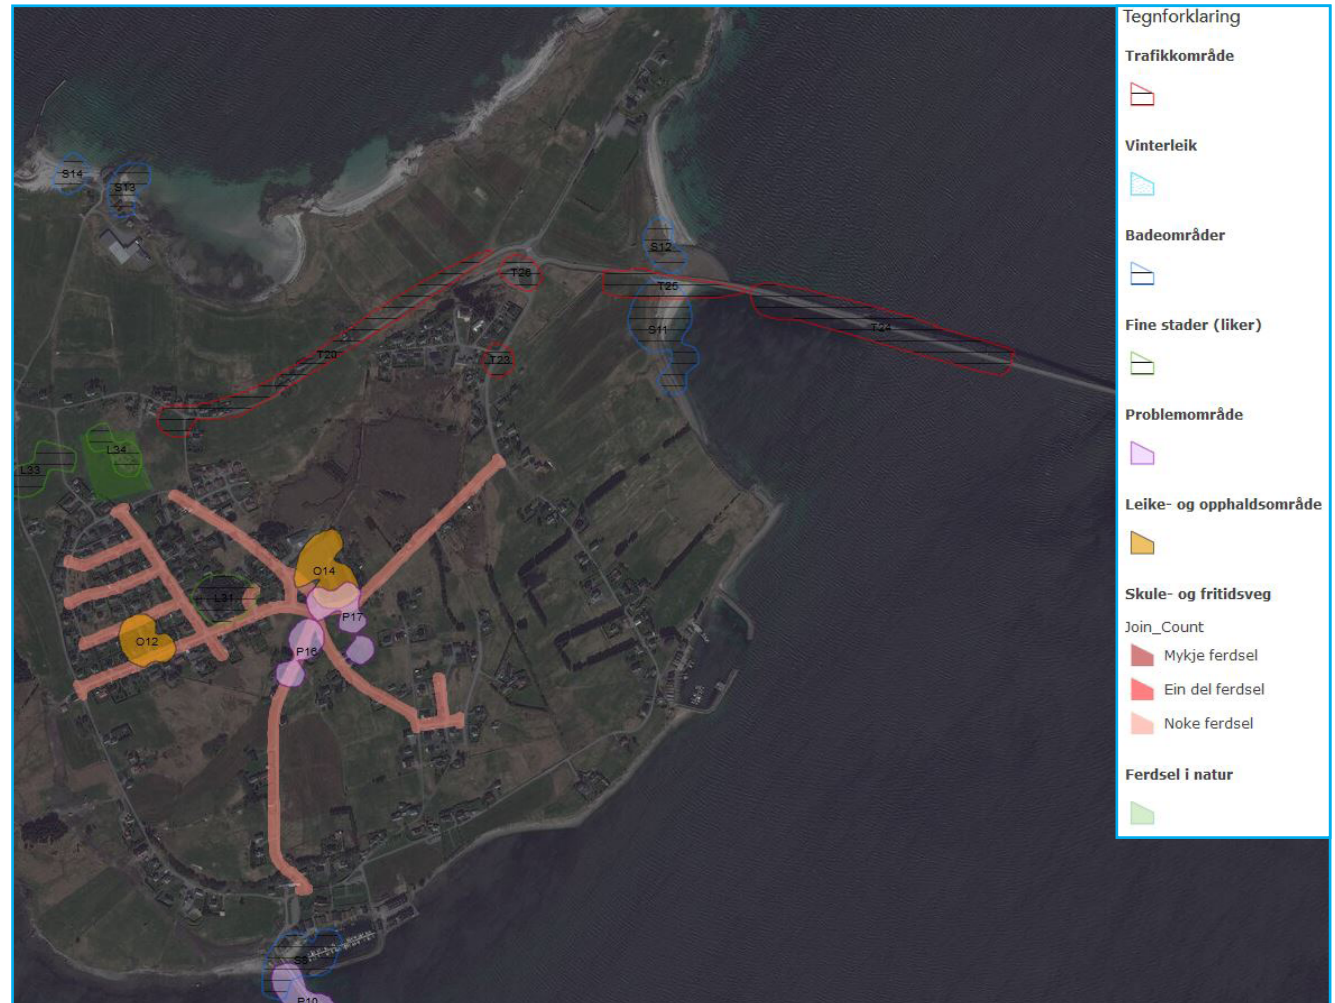 Tegnforklaring
Trafikkområde
Vinterleik
Badeområder
Fine stader (liker)
Problemområde
Leike- og opphaldsområde
Skule- og fritidsveg
Join_Count
Mykje ferdsel
Ein del ferdsel
Noke ferdsel
Ferdsel i natur
S14
S13
S12
T26
T25
S11
T24
T20
T23
L34
L33
O14
L31
P17
O12
P16
S8
P10